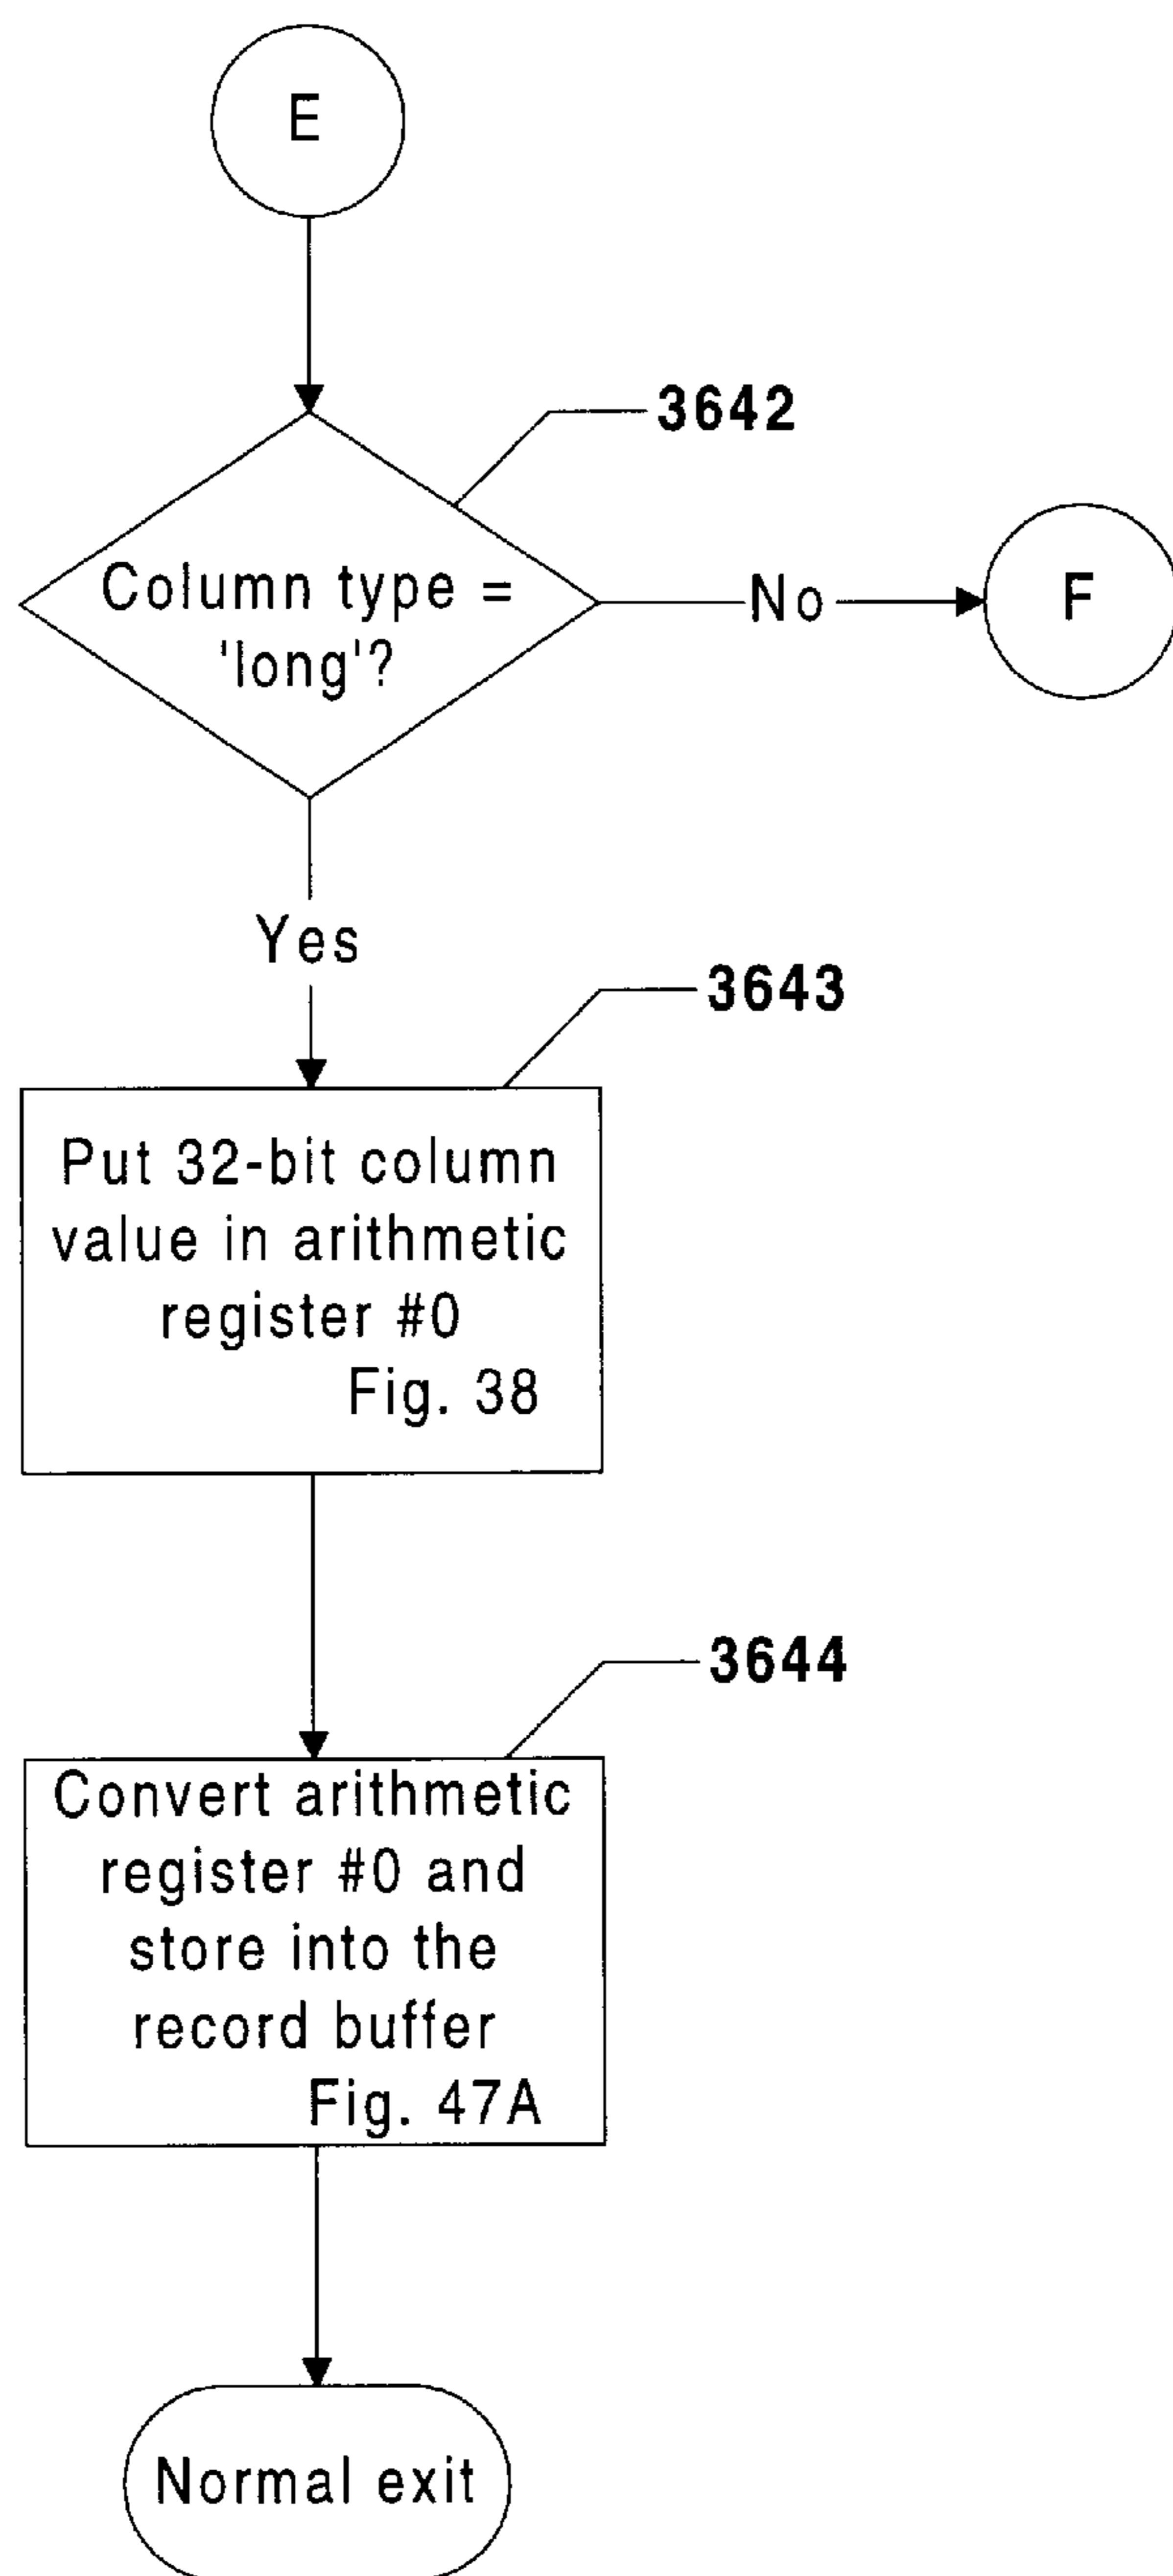 E
3642
Column type =
'long'?
No
F
Yes
3643
Put 32-bit column
value in arithmetic
register #0
Fig. 38
3644
Convert arithmetic
register #0 and
store into the
record buffer
Fig. 47A
Normal exit